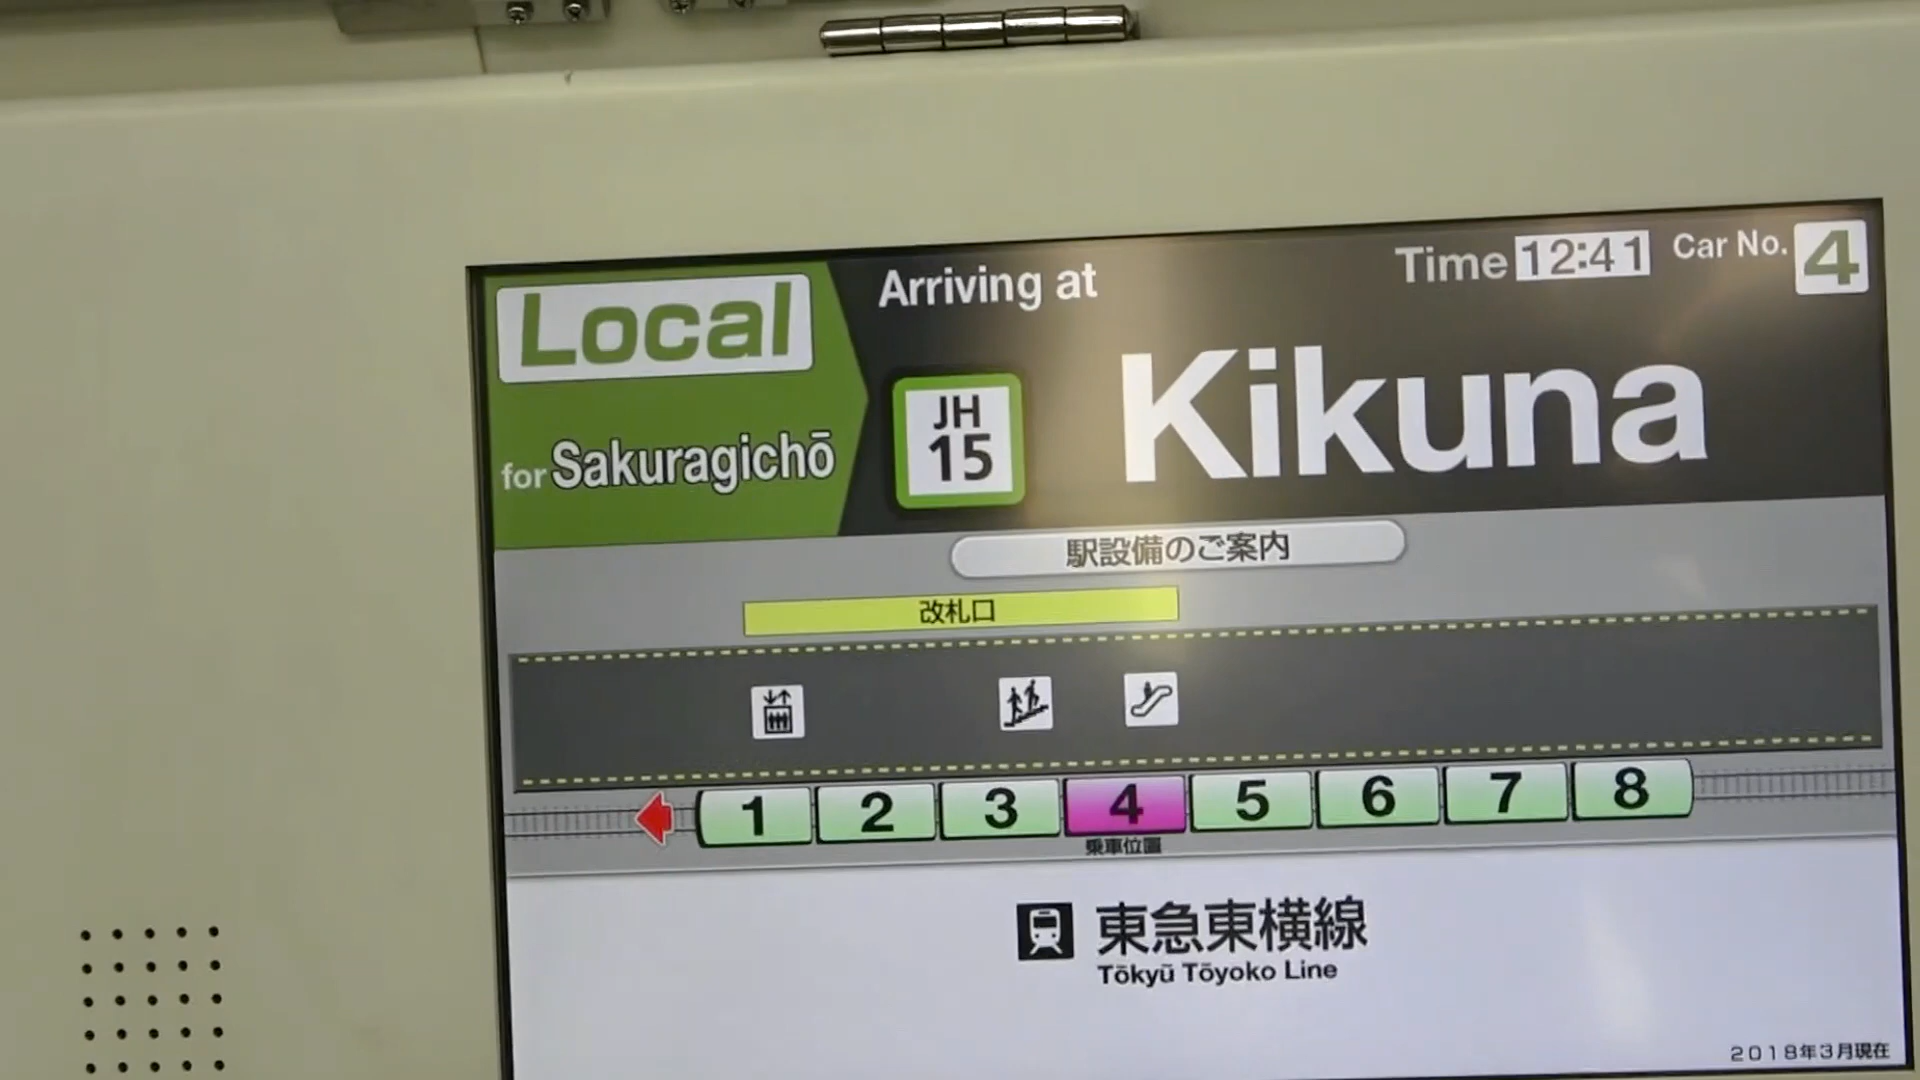 Local
for Sakuragichō
Arriving at
Time 12:41 Car No. 4
JH
15
Kikuna
駅設備のご案内
改札口
1 2 3 4 5 6 7 8
乗車位置
東急東横線
Tōkyū Tōyoko Line
2018年3月現在